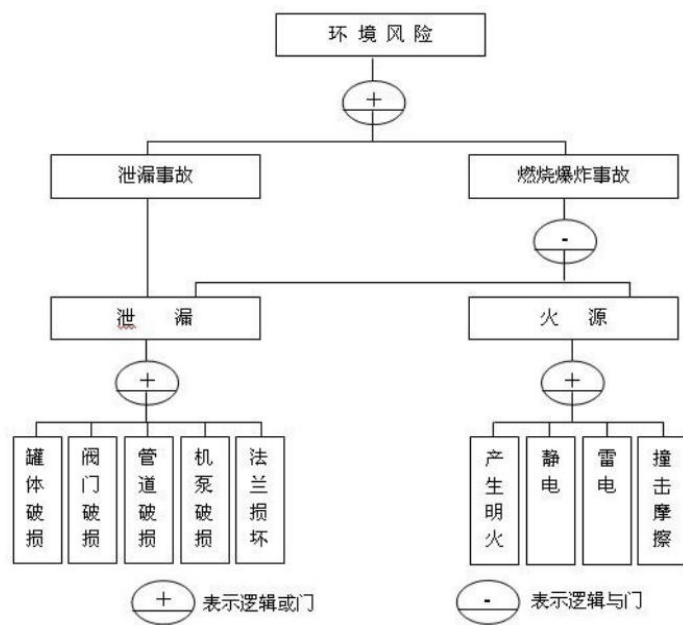 环 境 风 险
+
泄漏事故
燃烧爆炸事故
-
泄 漏
火 源
+
+
罐体破损
阀门破损
管道破损
机泵破损
法兰损坏
产生明火
静电
雷电
撞击摩擦
+ 表示逻辑或门
- 表示逻辑与门